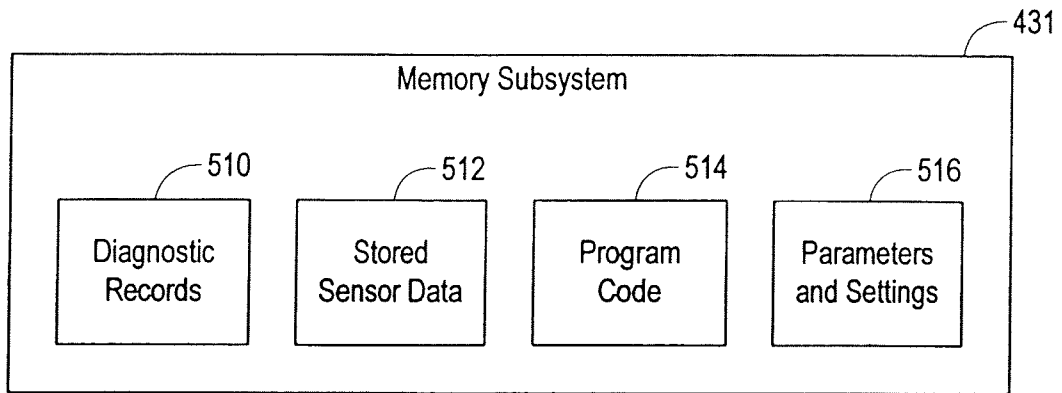 431
Memory Subsystem
510
512
514
516
Diagnostic
Records
Stored
Sensor Data
Program
Code
Parameters
and Settings